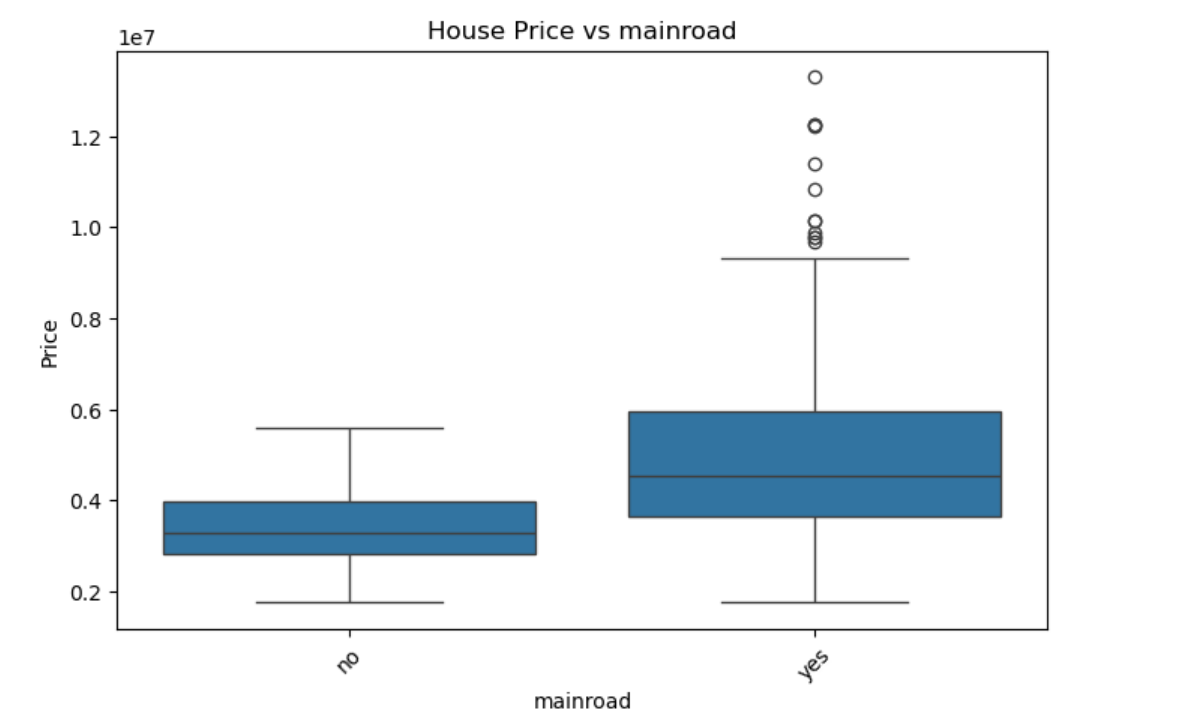 House Price vs mainroad
1e7
1.2
1.0
0.8
0.6
0.4
0.2
Price
no
yes
mainroad